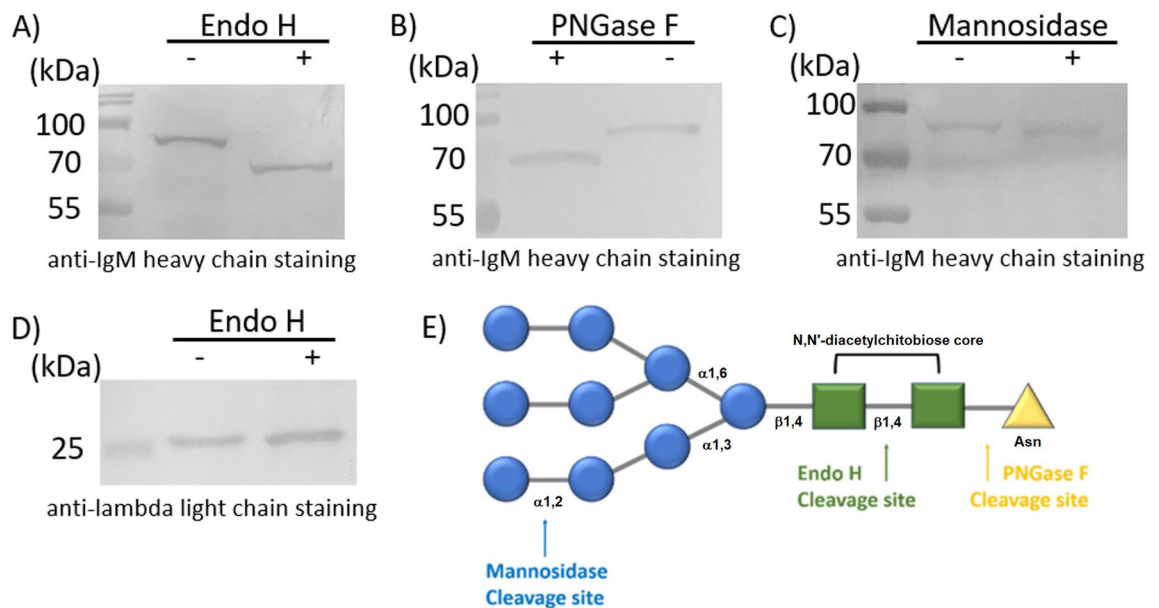 A)
Endo H
- +
(kDa)
100
70
55
anti-IgM heavy chain staining
B)
PNGase F
+ -
(kDa)
100
70
55
anti-IgM heavy chain staining
C)
Mannosidase
- +
(kDa)
100
70
55
anti-IgM heavy chain staining
D)
Endo H
- +
(kDa)
25
anti-lambda light chain staining
E)
N,N'-diacetylchitobiose core
α1,6
β1,4
β1,4
α1,3
Asn
α1,2
Endo H
Cleavage site
PNGase F
Cleavage site
Mannosidase
Cleavage site